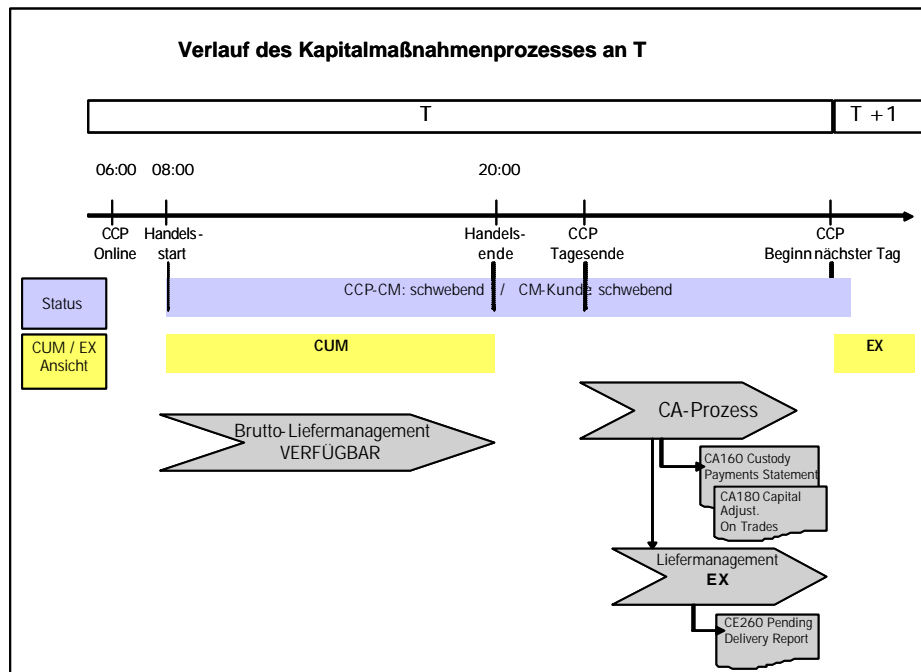 Verlauf des Kapitalmaßnahmenprozesses an T
T
T + 1
06:00
08:00
20:00
CCP
Online
Handels-
start
Handels-
ende
CCP
Tagesende
CCP
Beginn nächster Tag
Status
CCP-CM: schwebend / CM-Kunde schwebend
CUM / EX
Ansicht
CUM
EX
Brutto-Liefermanagement
VERFÜGBAR
CA-Prozess
CA160 Custody
Payments Statement
CA180 Capital
Adjust.
On Trades
Liefermanagement
EX
CE260 Pending
Delivery Report